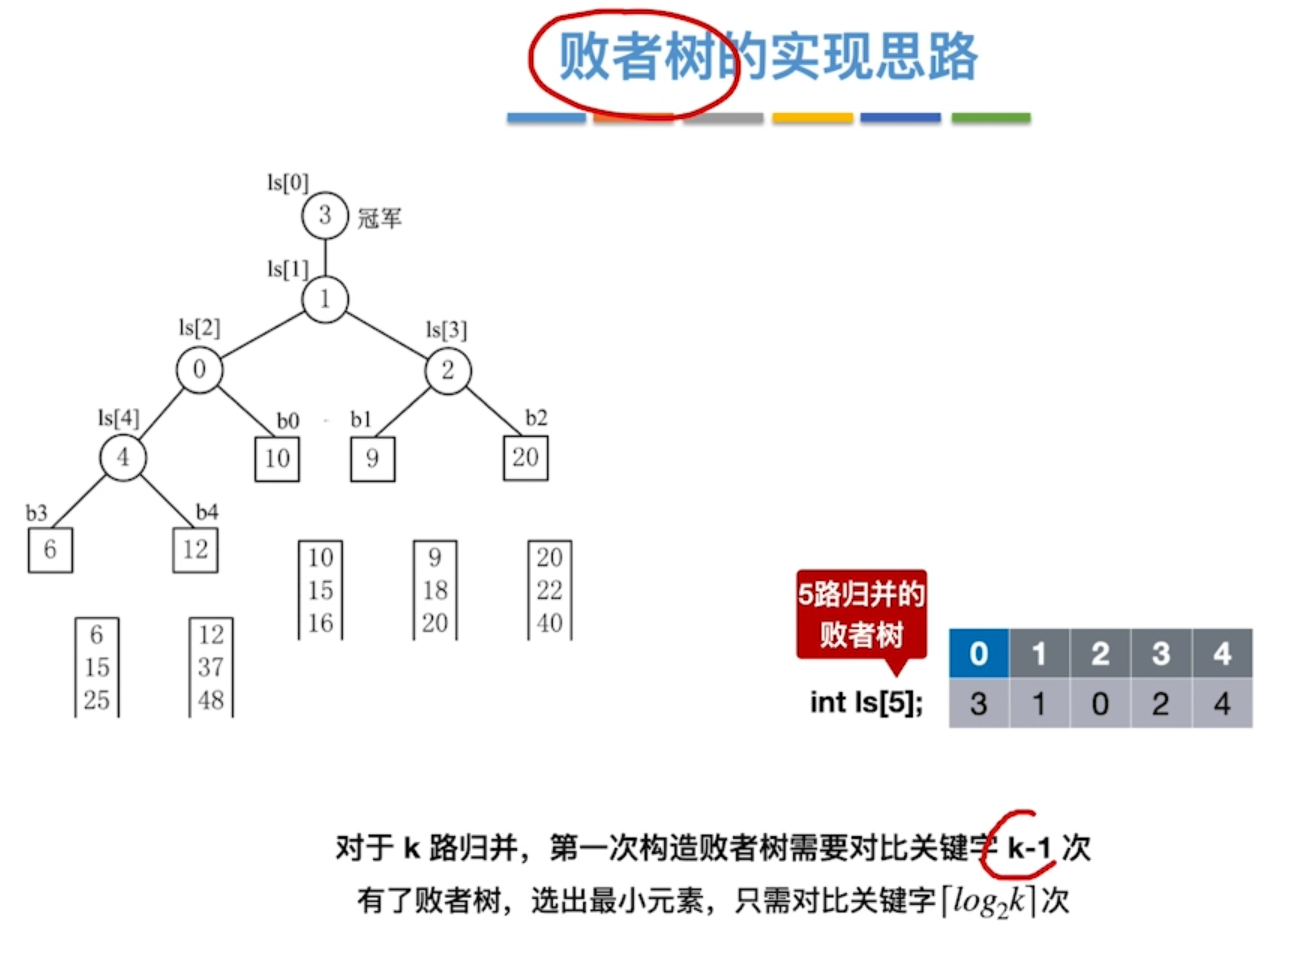 败者树的实现思路
ls[0]
3 冠军
ls[1]
1
ls[2] ls[3]
0 2
ls[4] b0 b1 b2
4 10 9 20
b3 b4
6 12
10 9 20
15 18 22
16 20 40
6 12
15 37
25 48
5路归并的
败者树
0 1 2 3 4
int ls[5]; 3 1 0 2 4
对于 k 路归并，第一次构造败者树需要对比关键字 k-1 次
有了败者树，选出最小元素，只需对比关键字⌈log₂k⌉次